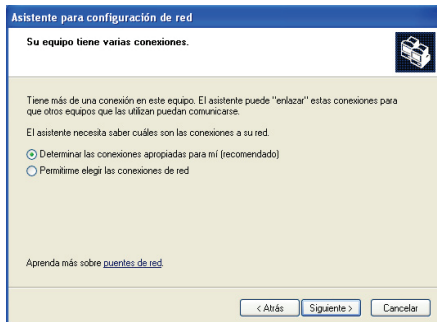 Asistente para configuración de red
Su equipo tiene varias conexiones.
Tiene más de una conexión en este equipo. El asistente puede "enlazar" estas conexiones para
que otros equipos que las utilizan puedan comunicarse.
El asistente necesita saber cuáles son las conexiones a su red.
Determinar las conexiones apropiadas para mí (recomendado)
Permitirme elegir las conexiones de red
Aprenda más sobre puentes de red.
< Atrás
Siguiente >
Cancelar